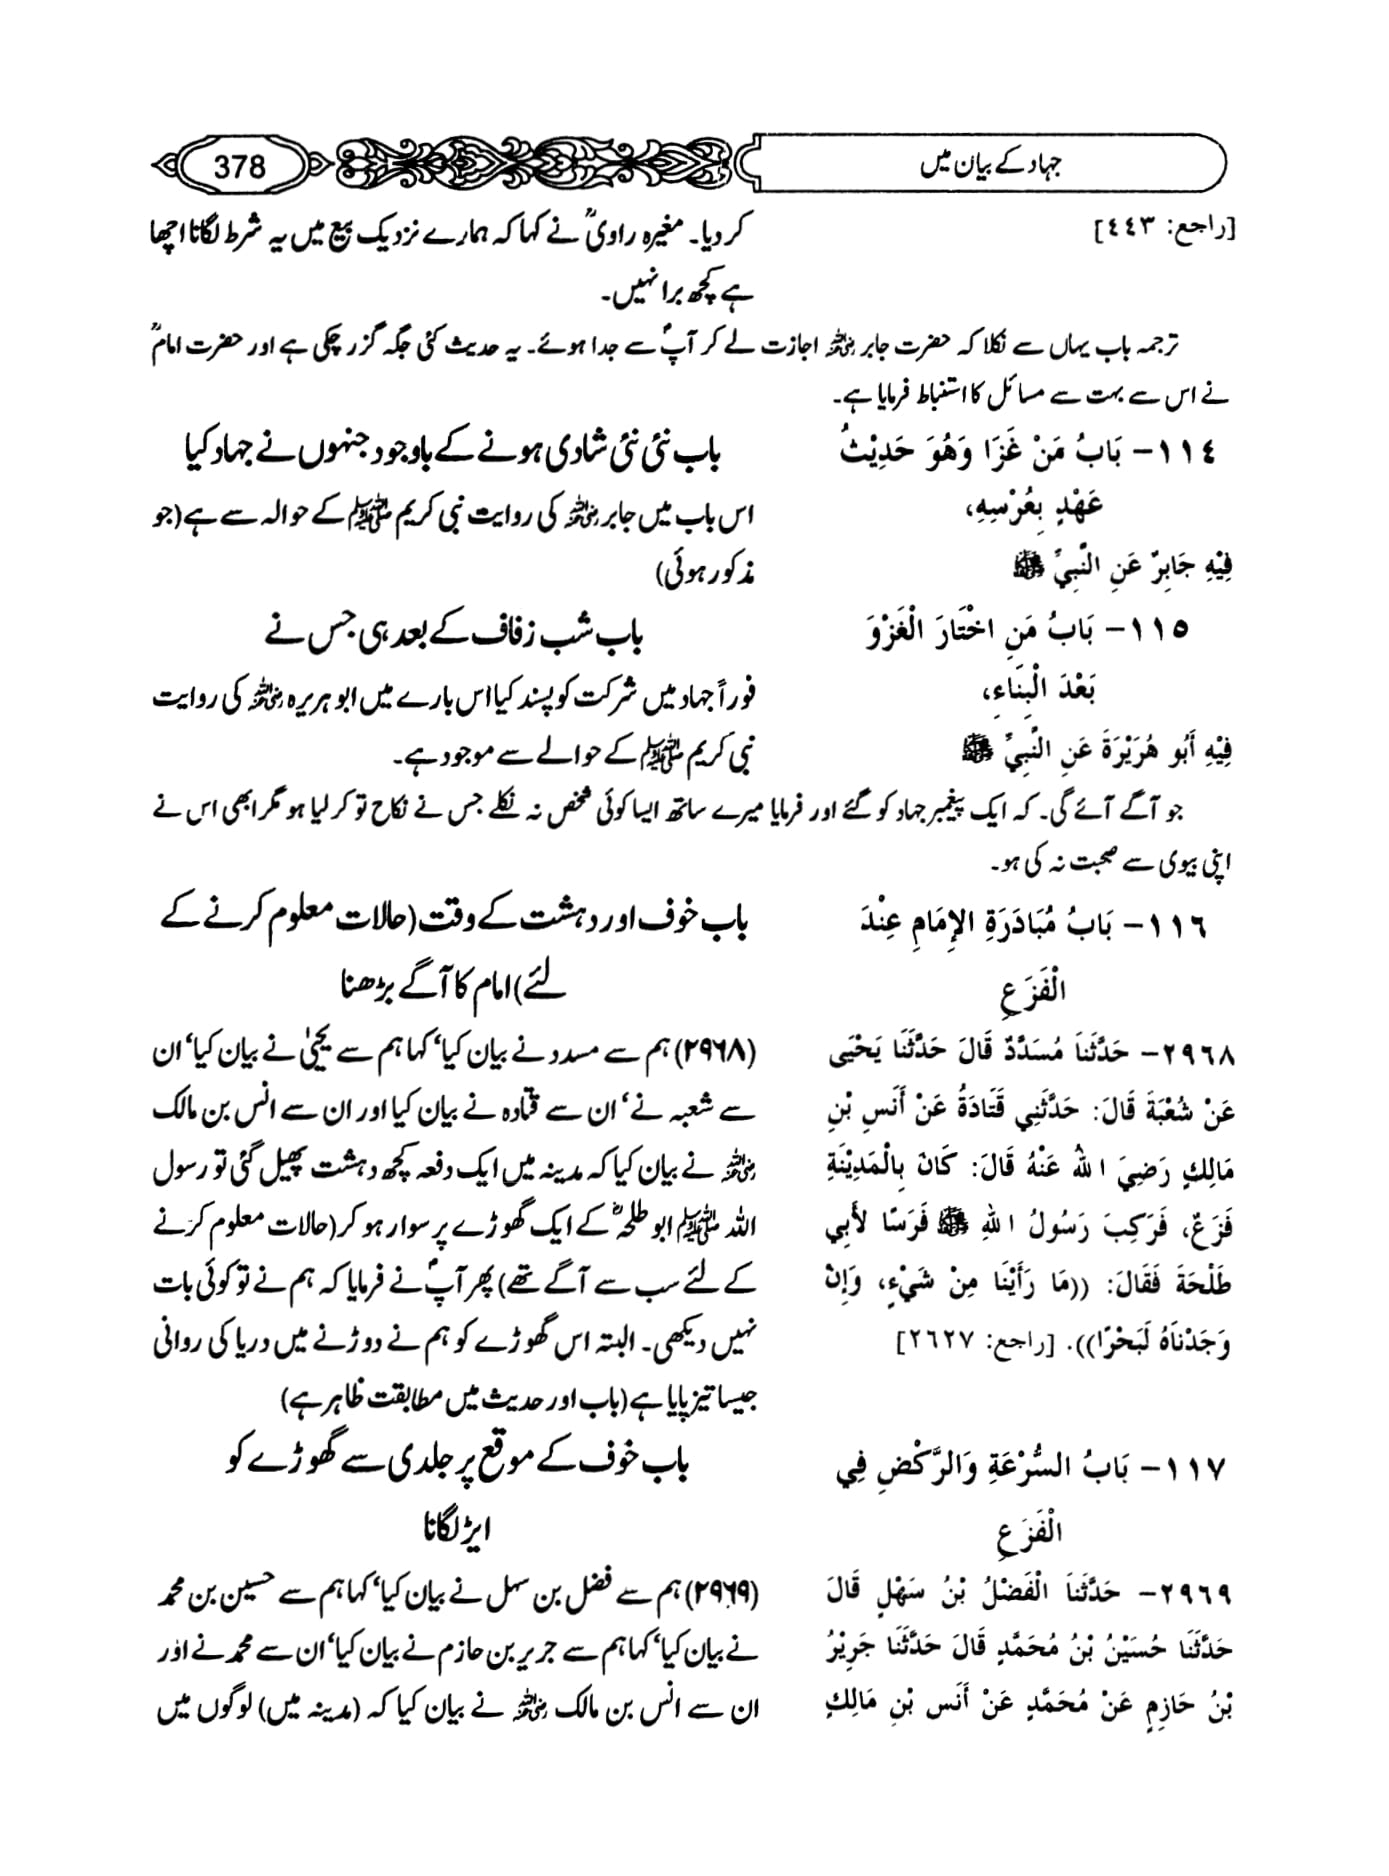 جہاد کے بیان میں
378
[راجع: ٤٤٣]
کر دیا۔ مغیرہ راویؒ نے کہا کہ ہمارے نزدیک بیع میں یہ شرط لگانا اچھا
ہے کچھ برا نہیں۔
ترجمہ باب یہاں سے نکلا کہ حضرت جابر رضی اللہ عنہ اجازت لے کر آپؐ سے جدا ہوئے۔ یہ حدیث کئی جگہ گزر چکی ہے اور حضرت امامؒ
نے اس سے بہت سے مسائل کا استنباط فرمایا ہے۔
١١٤- بَابُ مَنْ غَزَا وَهُوَ حَدِيْثُ
عَهْدٍ بِعُرْسِهِ،
فِيْهِ جَابِرٌ عَنِ النَّبِيِّ ﷺ
باب نئی نئی شادی ہونے کے باوجود جنہوں نے جہاد کیا
اس باب میں جابر رضی اللہ عنہ کی روایت نبی کریم ﷺ کے حوالہ سے ہے (جو
مذکور ہوئی)
١١٥- بَابُ مَنِ اخْتَارَ الْغَزْوَ
بَعْدَ الْبِنَاءِ،
فِيْهِ أَبُو هُرَيْرَةَ عَنِ النَّبِيِّ ﷺ
باب شب زفاف کے بعد ہی جس نے
فوراً جہاد میں شرکت کو پسند کیا اس بارے میں ابو ہریرہ رضی اللہ عنہ کی روایت
نبی کریم ﷺ کے حوالے سے موجود ہے۔
جو آگے آئے گی۔ کہ ایک پیغمبر جہاد کو گئے اور فرمایا میرے ساتھ ایسا کوئی شخص نہ نکلے جس نے نکاح تو کر لیا ہو مگر ابھی اس نے
اپنی بیوی سے صحبت نہ کی ہو۔
١١٦- بَابُ مُبَادَرَةِ الإِمَامِ عِنْدَ
الْفَزَعِ
٢٩٦٨- حَدَّثَنَا مُسَدَّدٌ قَالَ حَدَّثَنَا يَحْيَى
عَنْ شُعْبَةَ قَالَ: حَدَّثَنِي قَتَادَةُ عَنْ أَنَسِ بْنِ
مَالِكٍ رَضِيَ اللهُ عَنْهُ قَالَ: كَانَ بِالْمَدِيْنَةِ
فَزَعٌ، فَرَكِبَ رَسُولُ اللهِ ﷺ فَرَسًا لأَبِي
طَلْحَةَ فَقَالَ: ((مَا رَأَيْنَا مِنْ شَيْءٍ، وَإِنْ
وَجَدْنَاهُ لَبَحْرًا)). [راجع: ٢٦٢٧]
باب خوف اور دہشت کے وقت (حالات معلوم کرنے کے
لئے) امام کا آگے بڑھنا
(۲۹۶۸) ہم سے مسدد نے بیان کیا‘ کہا ہم سے یحییٰ نے بیان کیا‘ ان
سے شعبہ نے‘ ان سے قتادہ نے بیان کیا اور ان سے انس بن مالک
رضی اللہ عنہ نے بیان کیا کہ مدینہ میں ایک دفعہ کچھ دہشت پھیل گئی تو رسول
اللہ ﷺ ابو طلحہؓ کے ایک گھوڑے پر سوار ہو کر (حالات معلوم کرنے
کے لئے سب سے آگے تھے) پھر آپؐ نے فرمایا کہ ہم نے تو کوئی بات
نہیں دیکھی۔ البتہ اس گھوڑے کو ہم نے دوڑنے میں دریا کی روانی
جیسا تیز پایا ہے (باب اور حدیث میں مطابقت ظاہر ہے)
١١٧- بَابُ السُّرْعَةِ وَالرَّكْضِ فِي
الْفَزَعِ
٢٩٦٩- حَدَّثَنَا الْفَضْلُ بْنُ سَهْلٍ قَالَ
حَدَّثَنَا حُسَيْنُ بْنُ مُحَمَّدٍ قَالَ حَدَّثَنَا جَرِيْرُ
بْنُ حَازِمٍ عَنْ مُحَمَّدٍ عَنْ أَنَسِ بْنِ مَالِكٍ
باب خوف کے موقع پر جلدی سے گھوڑے کو
ایڑ لگانا
(۲۹۶۹) ہم سے فضل بن سہل نے بیان کیا‘ کہا ہم سے حسین بن محمد
نے بیان کیا‘ کہا ہم سے جریر بن حازم نے بیان کیا‘ ان سے محمد نے اور
ان سے انس بن مالک رضی اللہ عنہ نے بیان کیا کہ (مدینہ میں) لوگوں میں